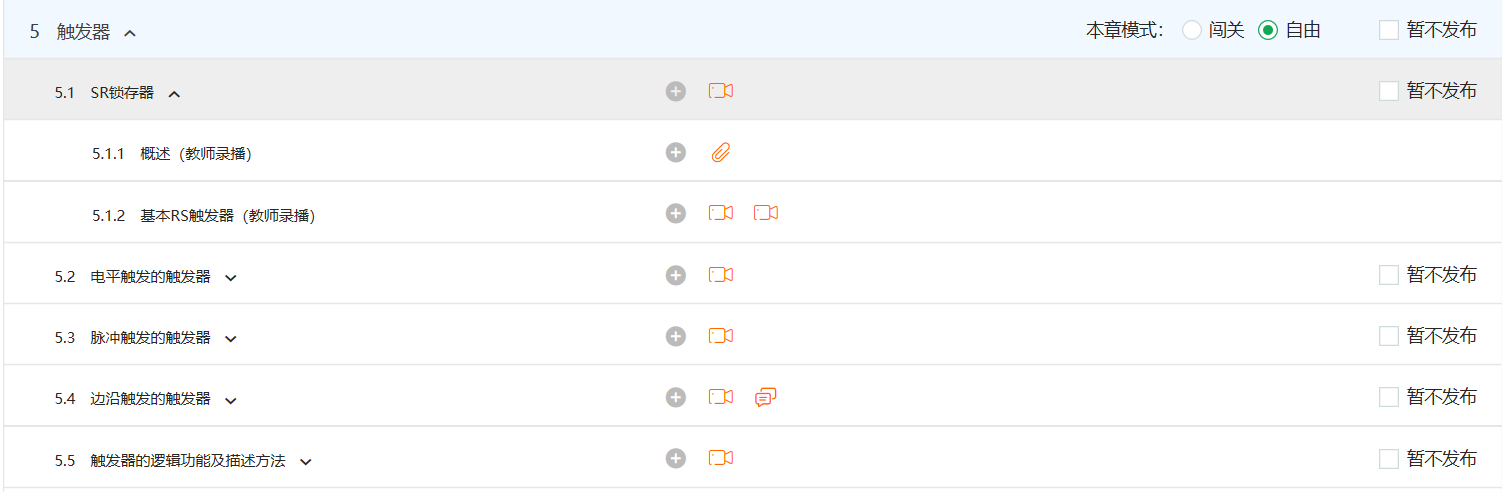 5 触发器 本章模式： 闯关 自由 暂不发布
5.1 SR锁存器 暂不发布
5.1.1 概述（教师录播）
5.1.2 基本RS触发器（教师录播）
5.2 电平触发的触发器 暂不发布
5.3 脉冲触发的触发器 暂不发布
5.4 边沿触发的触发器 暂不发布
5.5 触发器的逻辑功能及描述方法 暂不发布